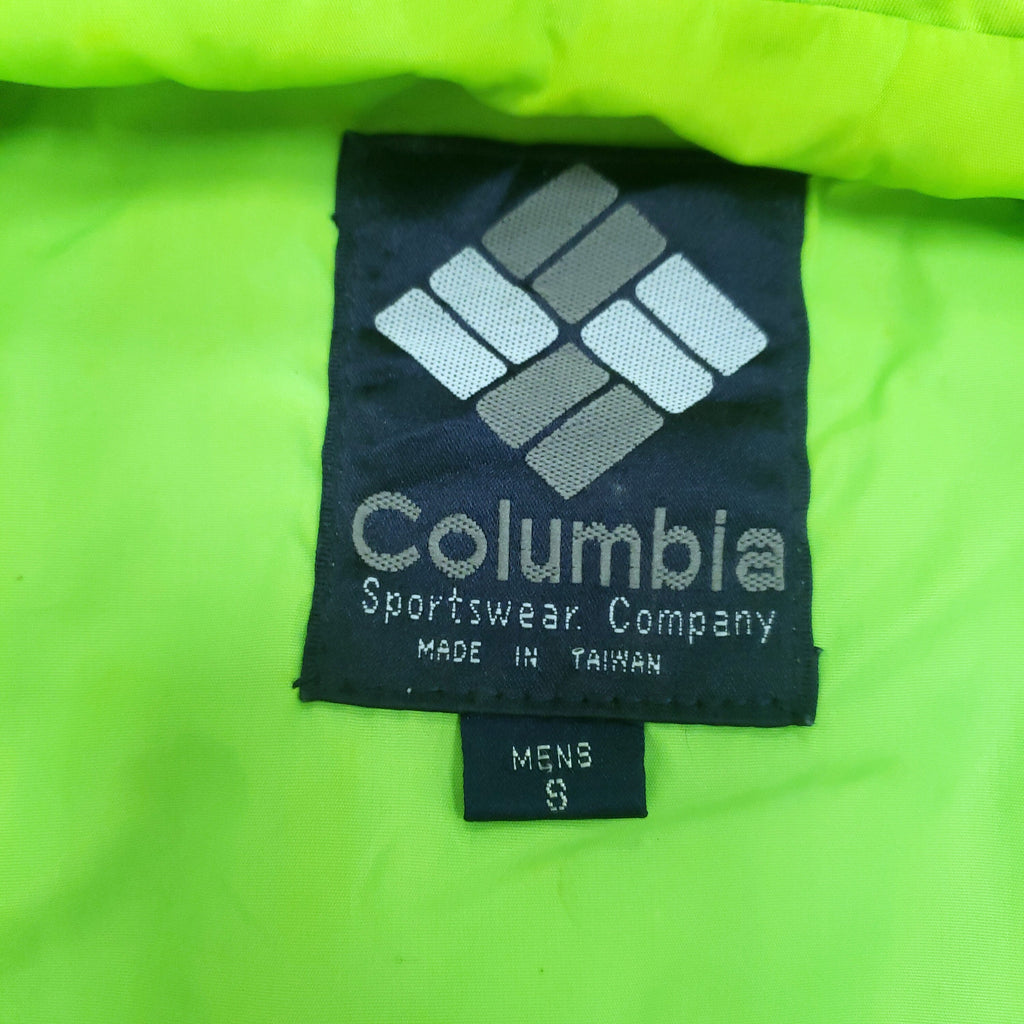 Columbia
Sportswear. Company
MADE IN TAIWAN
MENS
S